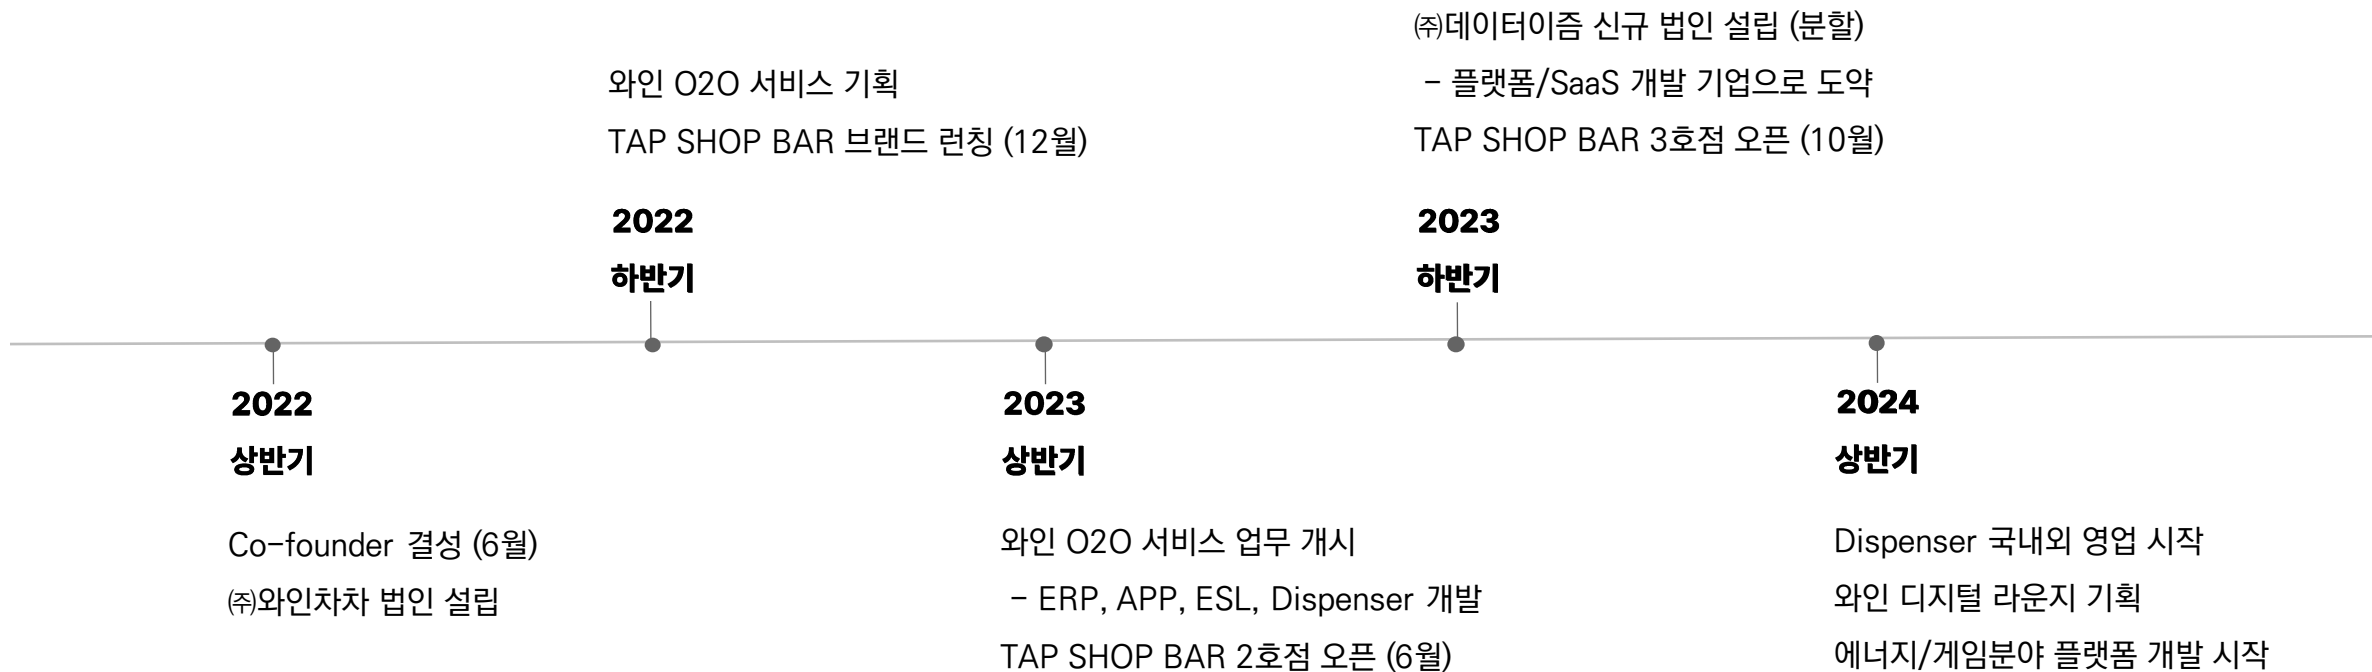 2022
상반기
Co-founder 결성 (6월)
㈜와인차차 법인 설립
와인 O2O 서비스 기획
TAP SHOP BAR 브랜드 런칭 (12월)
2022
하반기
2023
상반기
와인 O2O 서비스 업무 개시
- ERP, APP, ESL, Dispenser 개발
TAP SHOP BAR 2호점 오픈 (6월)
㈜데이터이즘 신규 법인 설립 (분할)
- 플랫폼/SaaS 개발 기업으로 도약
TAP SHOP BAR 3호점 오픈 (10월)
2023
하반기
2024
상반기
Dispenser 국내외 영업 시작
와인 디지털 라운지 기획
에너지/게임분야 플랫폼 개발 시작